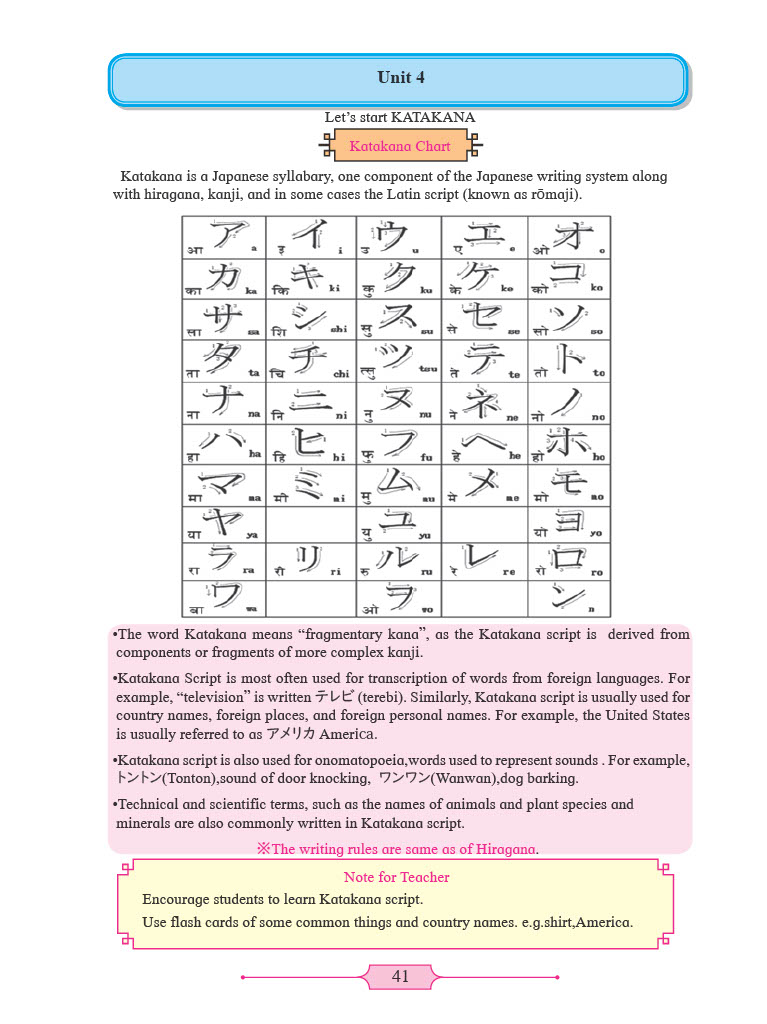 Unit 4
Let’s start KATAKANA
Katakana Chart
Katakana is a Japanese syllabary, one component of the Japanese writing system along
with hiragana, kanji, and in some cases the Latin script (known as rōmaji).
ア आ a イ इ i ウ उ u エ ए e オ ओ o
カ का ka キ कि ki ク कु ku ケ के ke コ को ko
サ सा sa シ शि shi ス सु su セ से se ソ सो so
タ ता ta チ चि chi ツ त्सु tsu テ ते te ト तो to
ナ ना na ニ नि ni ヌ नु nu ネ ने ne ノ नो no
ハ हा ha ヒ हि hi フ फु fu ヘ हे he ホ हो ho
マ मा ma ミ मी mi ム मु mu メ मे me モ मो mo
ヤ या ya ユ यु yu ヨ यो yo
ラ रा ra リ री ri ル रु ru レ रे re ロ रो ro
ワ वा wa ヲ ओ wo ン n
•The word Katakana means “fragmentary kana”, as the Katakana script is derived from
components or fragments of more complex kanji.
•Katakana Script is most often used for transcription of words from foreign languages. For
example, “television” is written テレビ (terebi). Similarly, Katakana script is usually used for
country names, foreign places, and foreign personal names. For example, the United States
is usually referred to as アメリカ America.
•Katakana script is also used for onomatopoeia,words used to represent sounds . For example,
トントン(Tonton),sound of door knocking, ワンワン(Wanwan),dog barking.
•Technical and scientific terms, such as the names of animals and plant species and
minerals are also commonly written in Katakana script.
※The writing rules are same as of Hiragana.
Note for Teacher
Encourage students to learn Katakana script.
Use flash cards of some common things and country names. e.g.shirt,America.
41